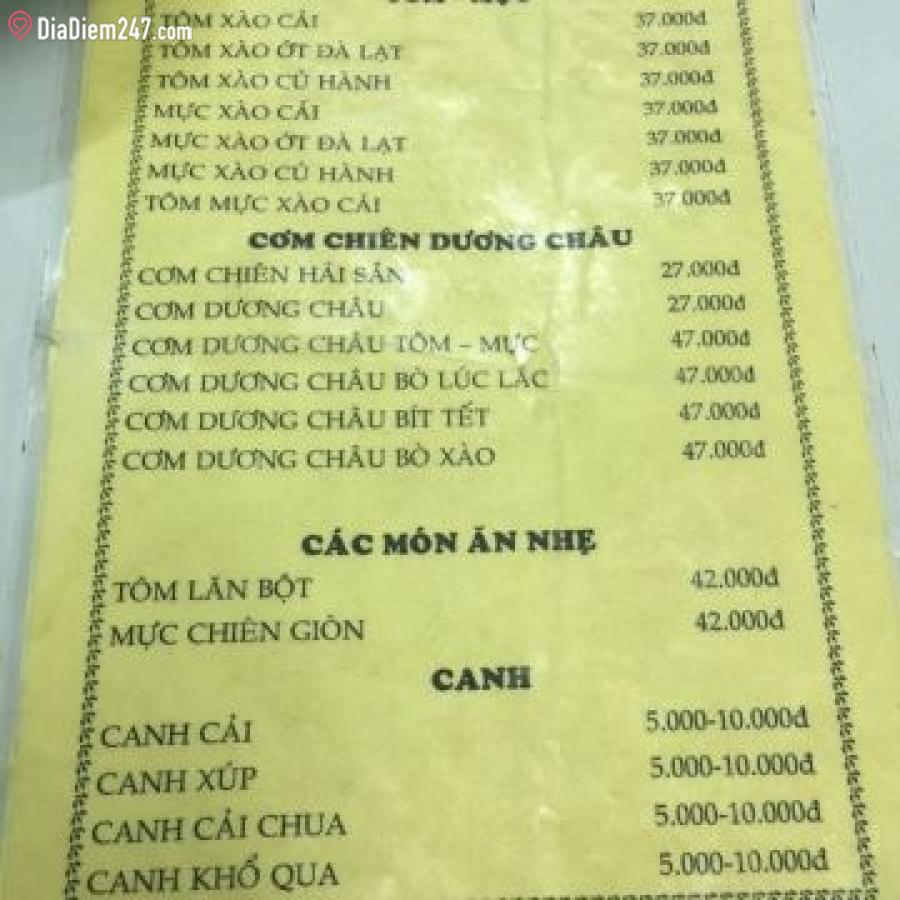 DiaDiem247.com
TÔM - MỰC
TÔM XÀO CẢI 37.000đ
TÔM XÀO ỚT ĐÀ LẠT 37.000đ
TÔM XÀO CỦ HÀNH 37.000đ
MỰC XÀO CẢI 37.000đ
MỰC XÀO ỚT ĐÀ LẠT 37.000đ
MỰC XÀO CỦ HÀNH 37.000đ
TÔM MỰC XÀO CẢI 37.000đ
CƠM CHIÊN DƯƠNG CHÂU
CƠM CHIÊN HẢI SẢN 27.000đ
CƠM DƯƠNG CHÂU 27.000đ
CƠM DƯƠNG CHÂU TÔM – MỰC 47.000đ
CƠM DƯƠNG CHÂU BÒ LÚC LẮC 47.000đ
CƠM DƯƠNG CHÂU BÍT TẾT 47.000đ
CƠM DƯƠNG CHÂU BÒ XÀO 47.000đ
CÁC MÓN ĂN NHẸ
TÔM LĂN BỘT 42.000đ
MỰC CHIÊN GIÒN 42.000đ
CANH
CANH CẢI 5.000-10.000đ
CANH XÚP 5.000-10.000đ
CANH CẢI CHUA 5.000-10.000đ
CANH KHỔ QUA 5.000-10.000đ